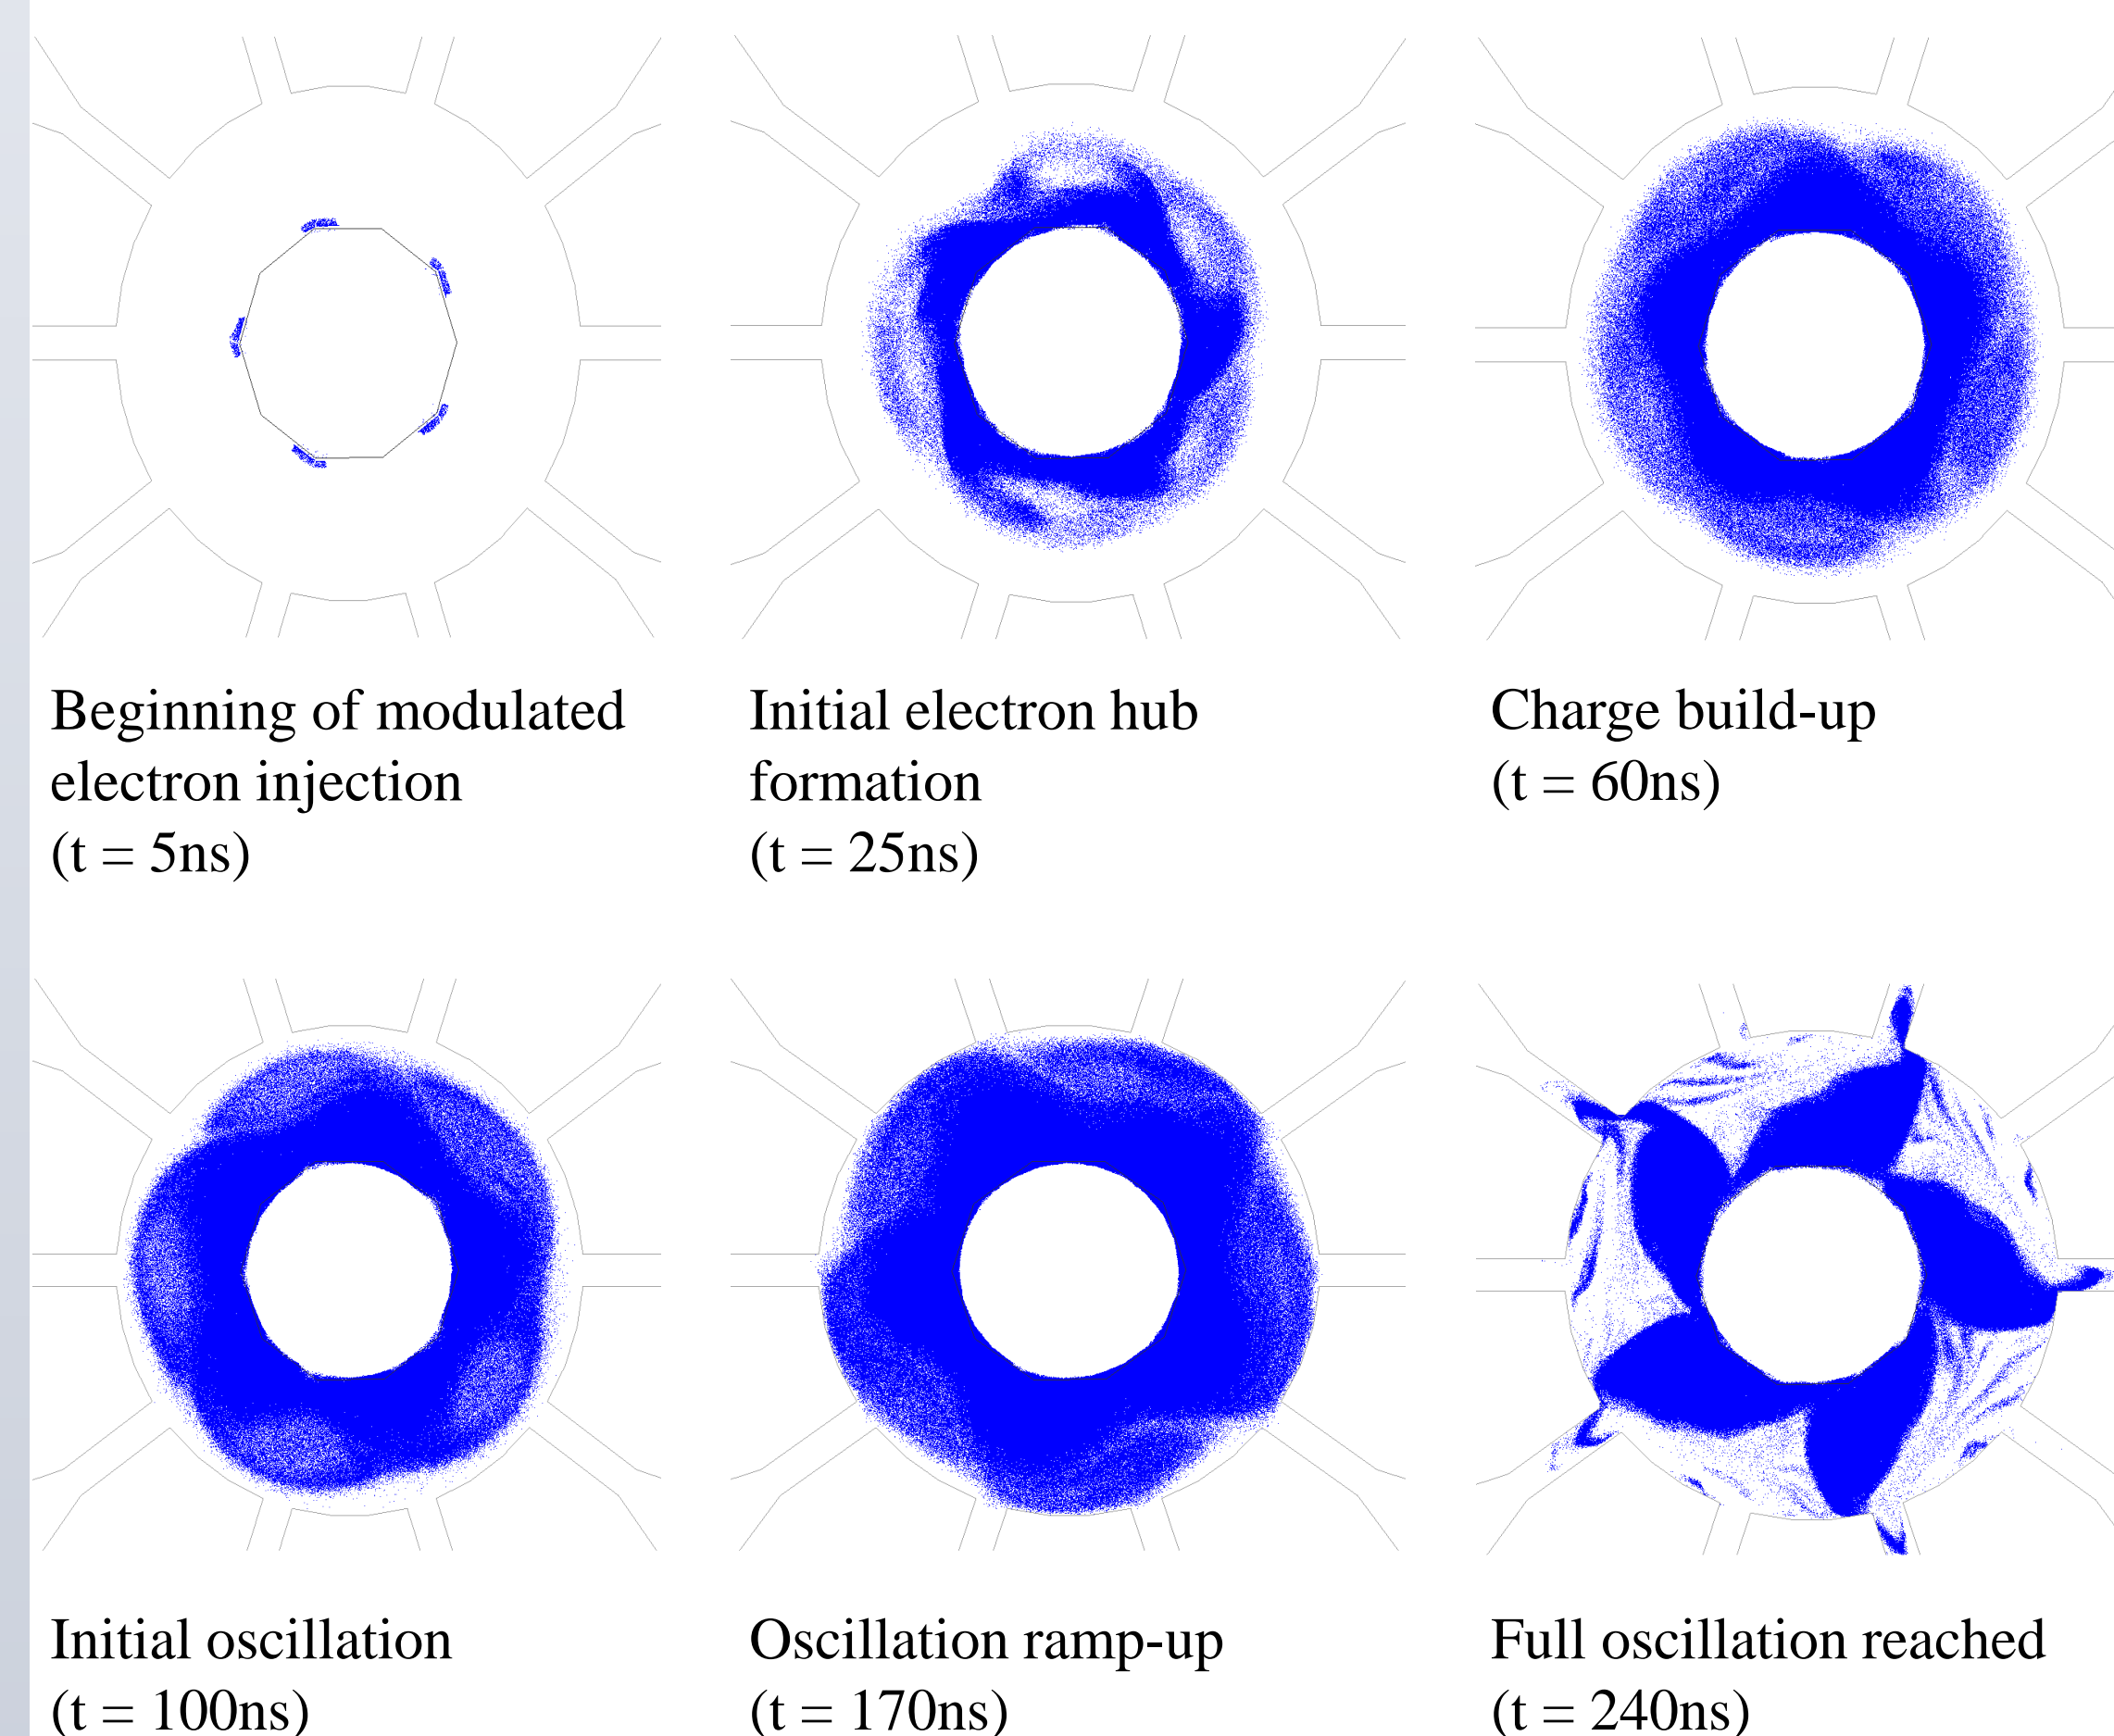 Beginning of modulated
electron injection
(t = 5ns)
Initial electron hub
formation
(t = 25ns)
Charge build-up
(t = 60ns)
Initial oscillation
(t = 100ns)
Oscillation ramp-up
(t = 170ns)
Full oscillation reached
(t = 240ns)